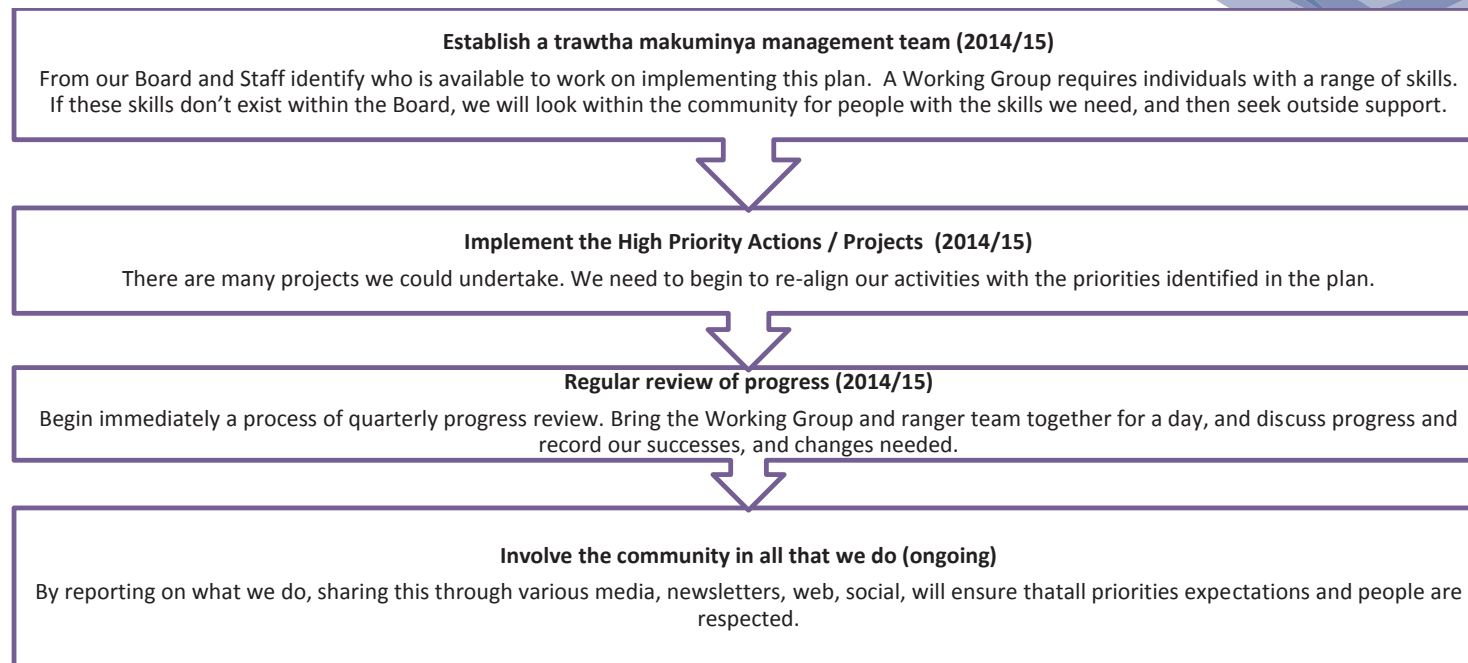 Establish a trawtha makuminya management team (2014/15)
From our Board and Staff identify who is available to work on implementing this plan.  A Working Group requires individuals with a range of skills.
If these skills don’t exist within the Board, we will look within the community for people with the skills we need, and then seek outside support.
Implement the High Priority Actions / Projects  (2014/15)
There are many projects we could undertake. We need to begin to re-align our activities with the priorities identified in the plan.
Regular review of progress (2014/15)
Begin immediately a process of quarterly progress review. Bring the Working Group and ranger team together for a day, and discuss progress and
record our successes, and changes needed.
Involve the community in all that we do (ongoing)
By reporting on what we do, sharing this through various media, newsletters, web, social, will ensure thatall priorities expectations and people are
respected.